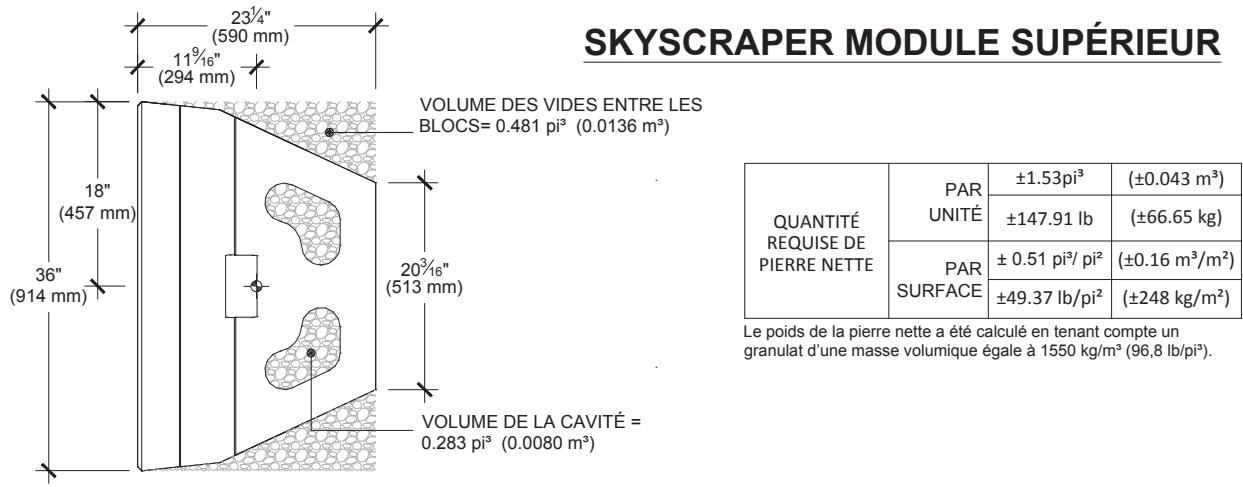 SKYSCRAPER MODULE SUPÉRIEUR
23¼"
(590 mm)
11⁹⁄₁₆"
(294 mm)
VOLUME DES VIDES ENTRE LES
BLOCS= 0.481 pi³ (0.0136 m³)
18"
(457 mm)
36"
(914 mm)
20³⁄₁₆"
(513 mm)
VOLUME DE LA CAVITÉ =
0.283 pi³ (0.0080 m³)
QUANTITÉ
REQUISE DE
PIERRE NETTE
PAR
UNITÉ
±1.53pi³ (±0.043 m³)
±147.91 lb (±66.65 kg)
PAR
SURFACE
± 0.51 pi³/ pi² (±0.16 m³/m²)
±49.37 lb/pi² (±248 kg/m²)
Le poids de la pierre nette a été calculé en tenant compte un
granulat d'une masse volumique égale à 1550 kg/m³ (96,8 lb/pi³).